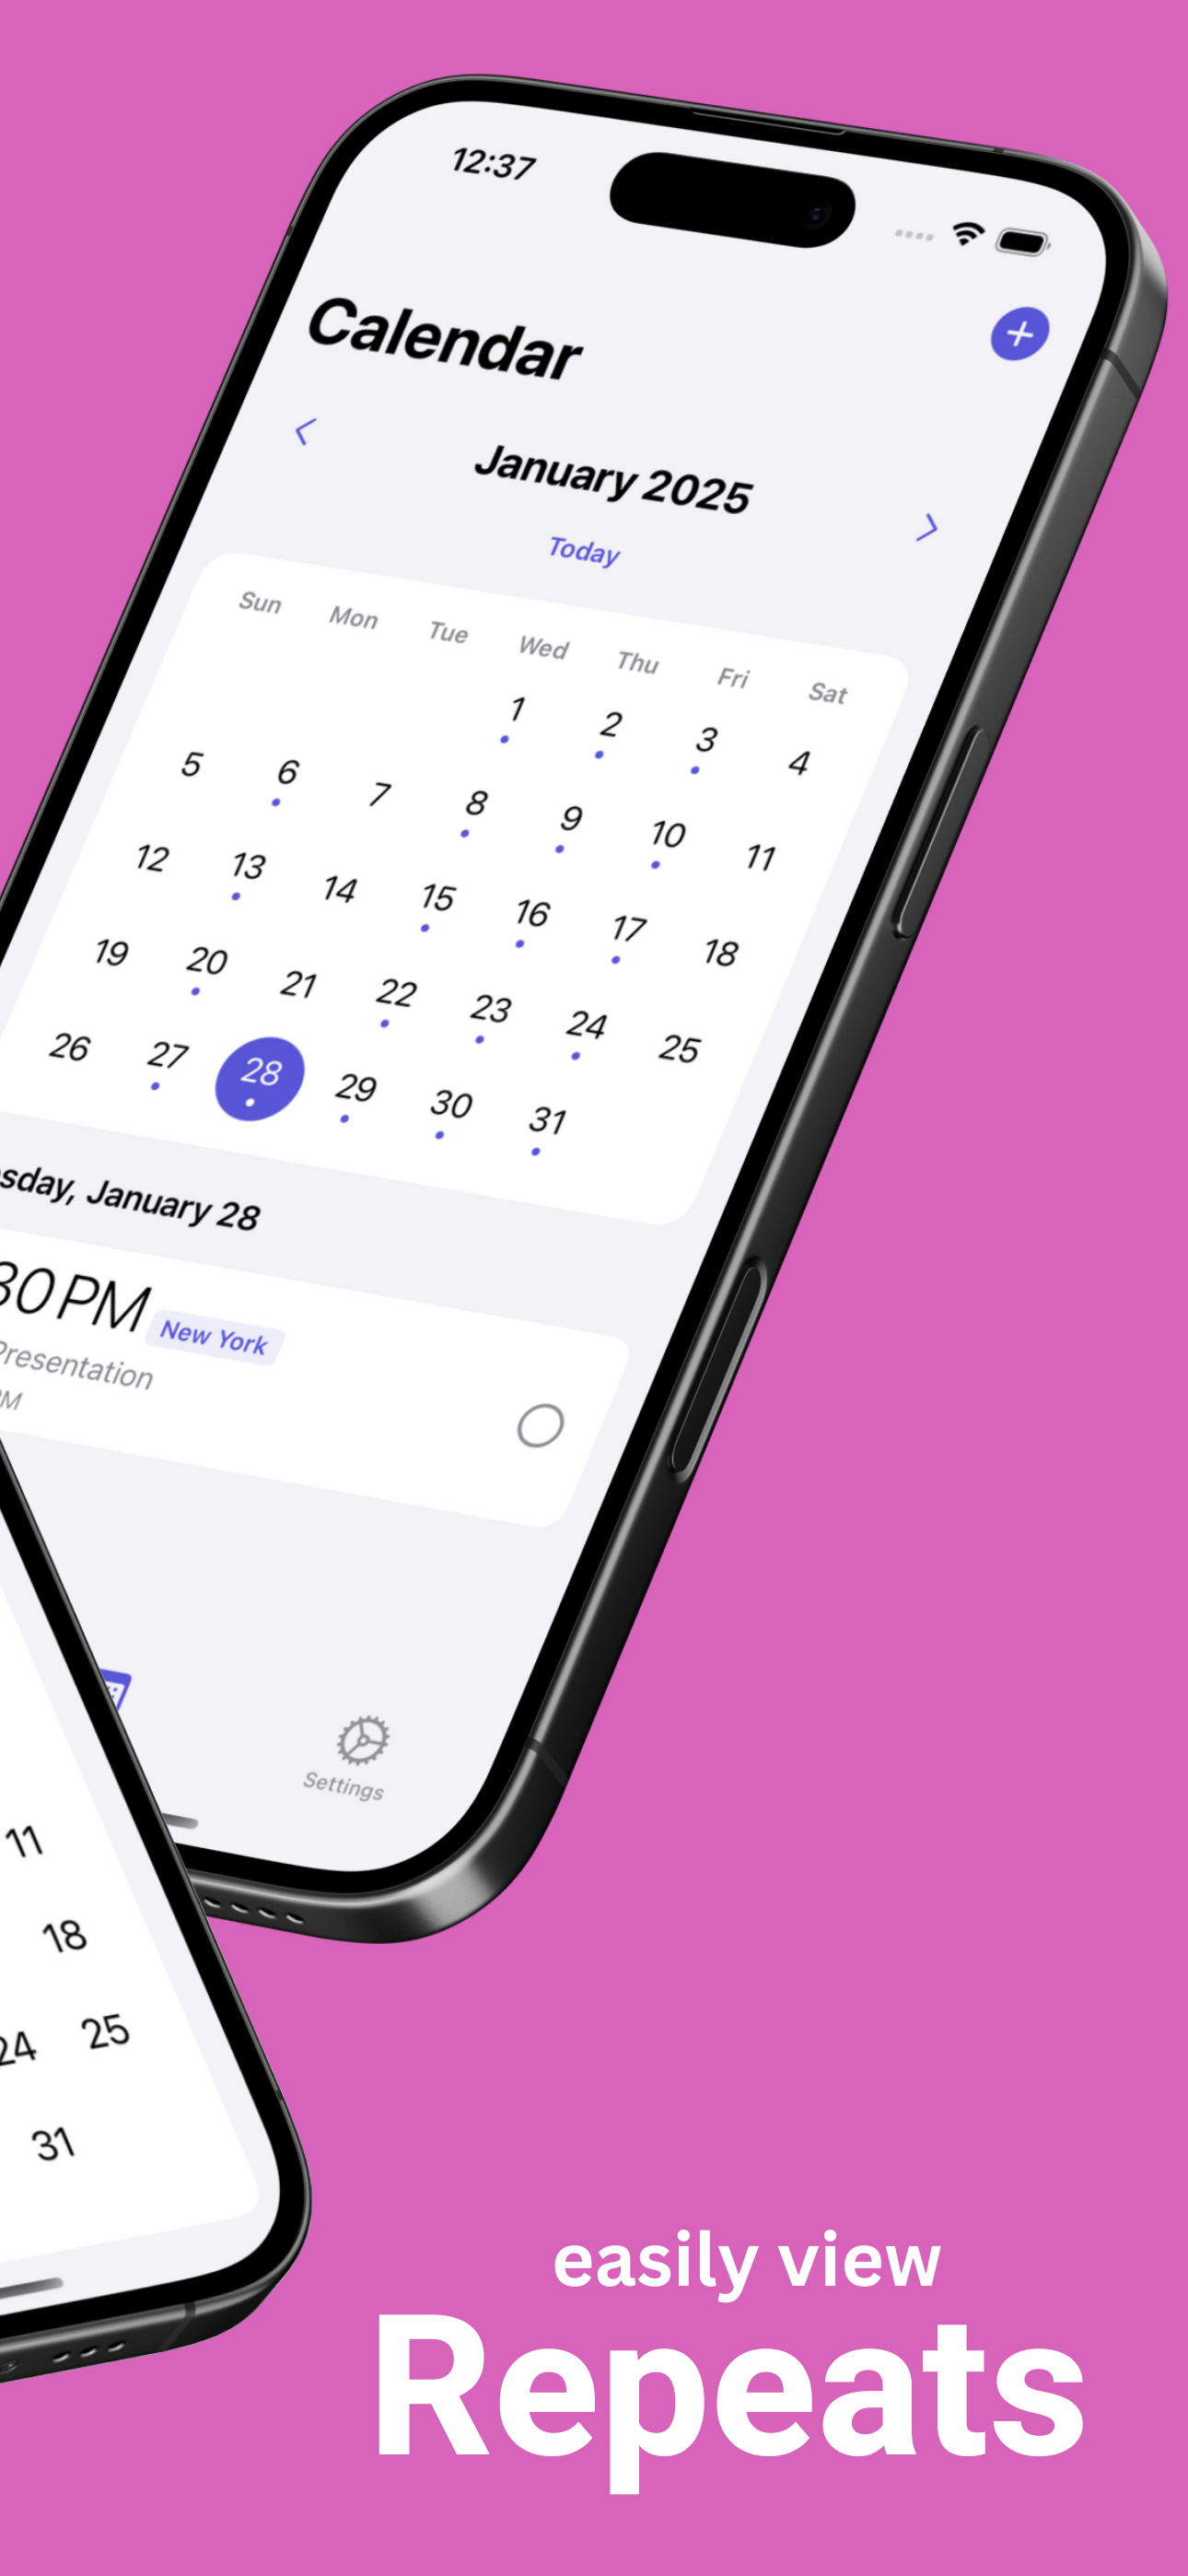 12:37
Calendar
January 2025
Today
Sun Mon Tue Wed Thu Fri Sat
1 2 3 4
5 6 7 8 9 10 11
12 13 14 15 16 17 18
19 20 21 22 23 24 25
26 27 28 29 30 31
January 28
30 PM New York
Presentation
PM
Settings
11
18
24 25
31
easily view
Repeats